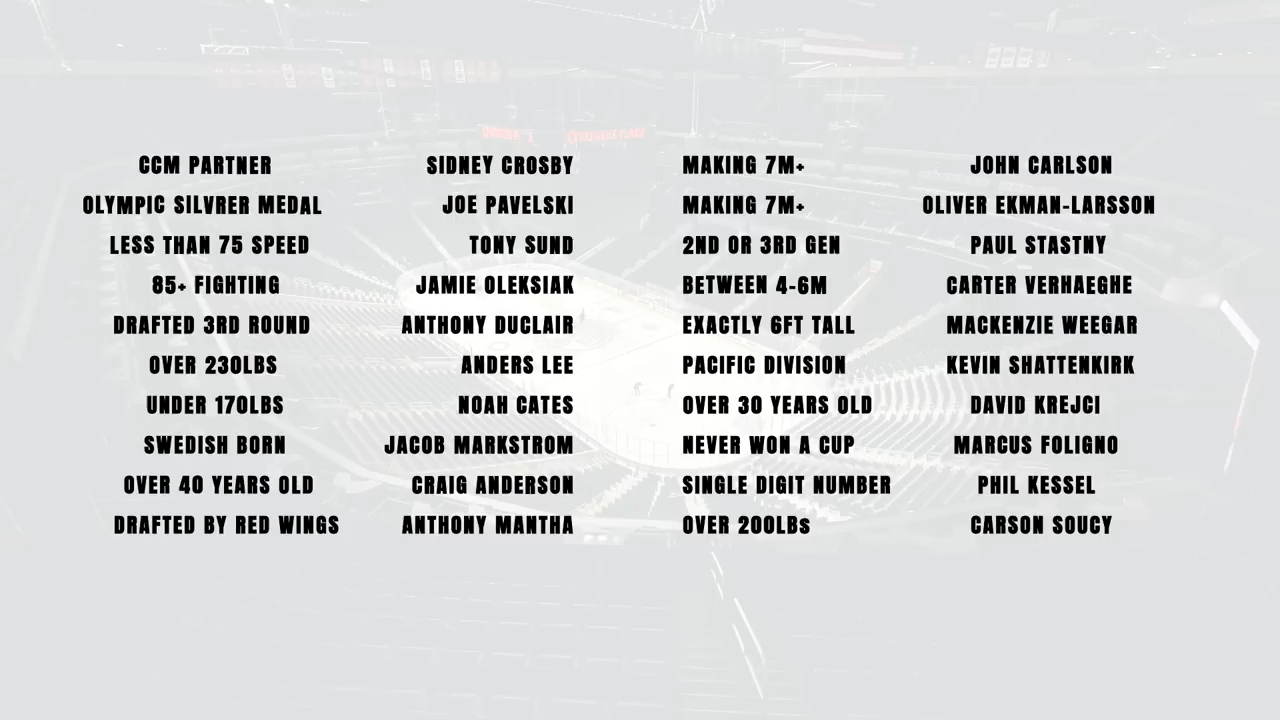 CCM PARTNER SIDNEY CROSBY MAKING 7M+ JOHN CARLSON
OLYMPIC SILVRER MEDAL JOE PAVELSKI MAKING 7M+ OLIVER EKMAN-LARSSON
LESS THAN 75 SPEED TONY SUND 2ND OR 3RD GEN PAUL STASTNY
85+ FIGHTING JAMIE OLEKSIAK BETWEEN 4-6M CARTER VERHAEGHE
DRAFTED 3RD ROUND ANTHONY DUCLAIR EXACTLY 6FT TALL MACKENZIE WEEGAR
OVER 230LBS ANDERS LEE PACIFIC DIVISION KEVIN SHATTENKIRK
UNDER 170LBS NOAH CATES OVER 30 YEARS OLD DAVID KREJCI
SWEDISH BORN JACOB MARKSTROM NEVER WON A CUP MARCUS FOLIGNO
OVER 40 YEARS OLD CRAIG ANDERSON SINGLE DIGIT NUMBER PHIL KESSEL
DRAFTED BY RED WINGS ANTHONY MANTHA OVER 200LBs CARSON SOUCY